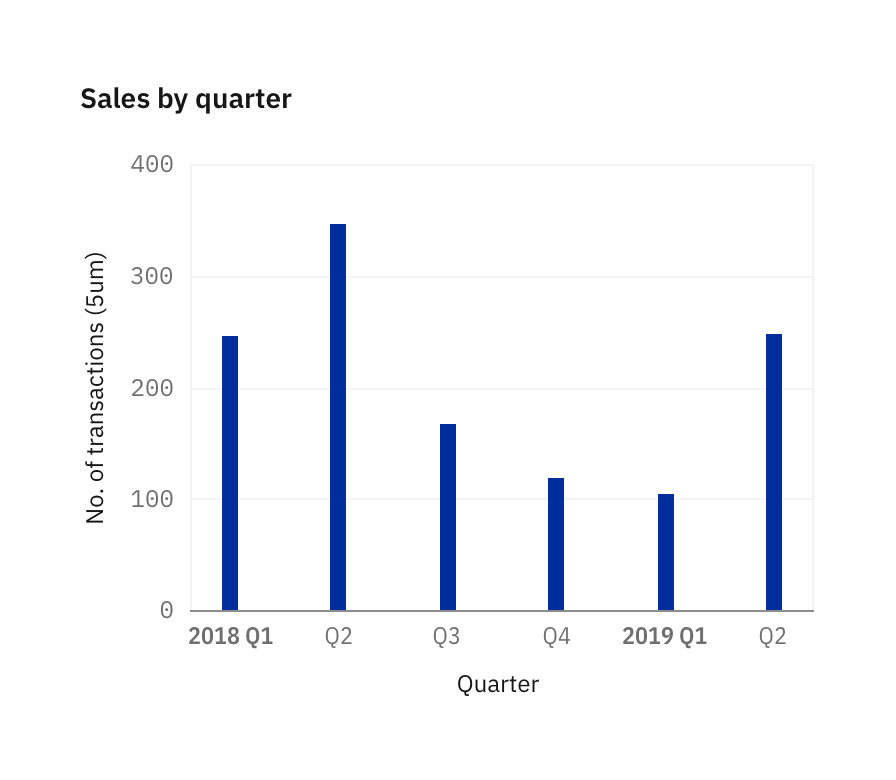 Sales by quarter
No. of transactions (5um)
400
300
200
100
0
2018 Q1 Q2 Q3 Q4 2019 Q1 Q2
Quarter